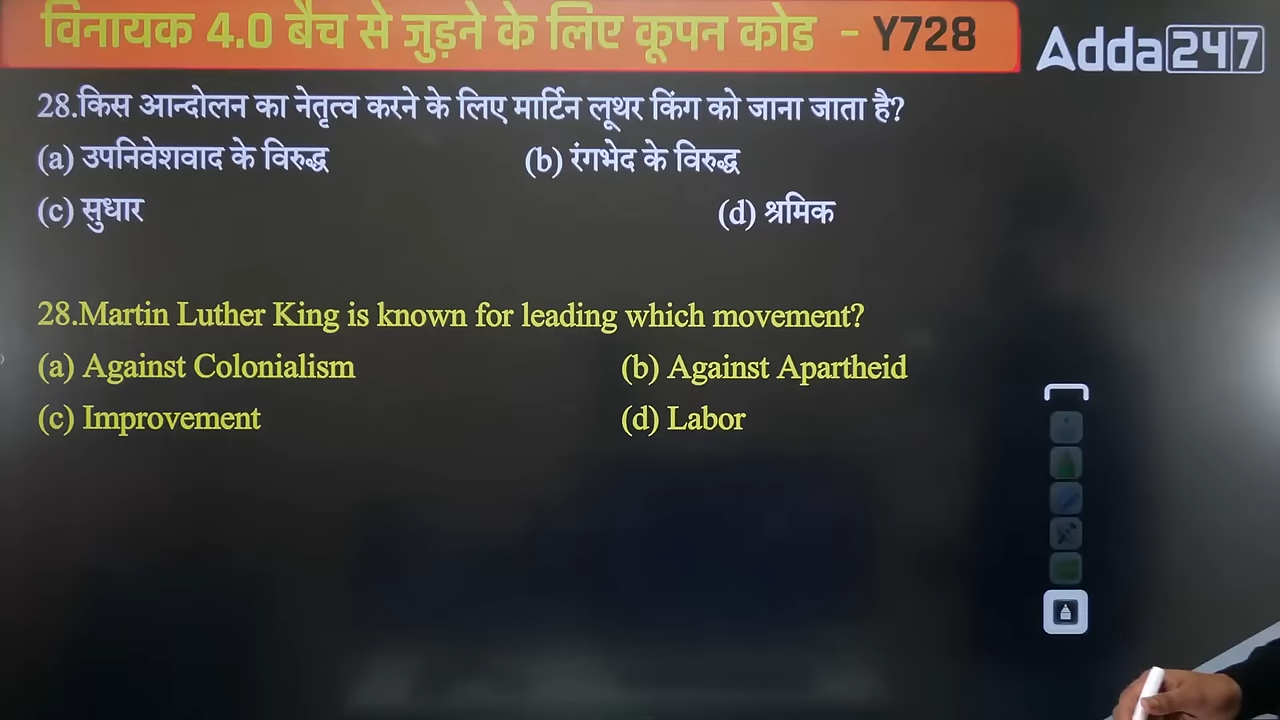 विनायक 4.0 बैच से जुड़ने के लिए कूपन कोड - Y728
Adda247
28.किस आन्दोलन का नेतृत्व करने के लिए मार्टिन लूथर किंग को जाना जाता है?
(a) उपनिवेशवाद के विरुद्ध (b) रंगभेद के विरुद्ध
(c) सुधार (d) श्रमिक
28.Martin Luther King is known for leading which movement?
(a) Against Colonialism (b) Against Apartheid
(c) Improvement (d) Labor